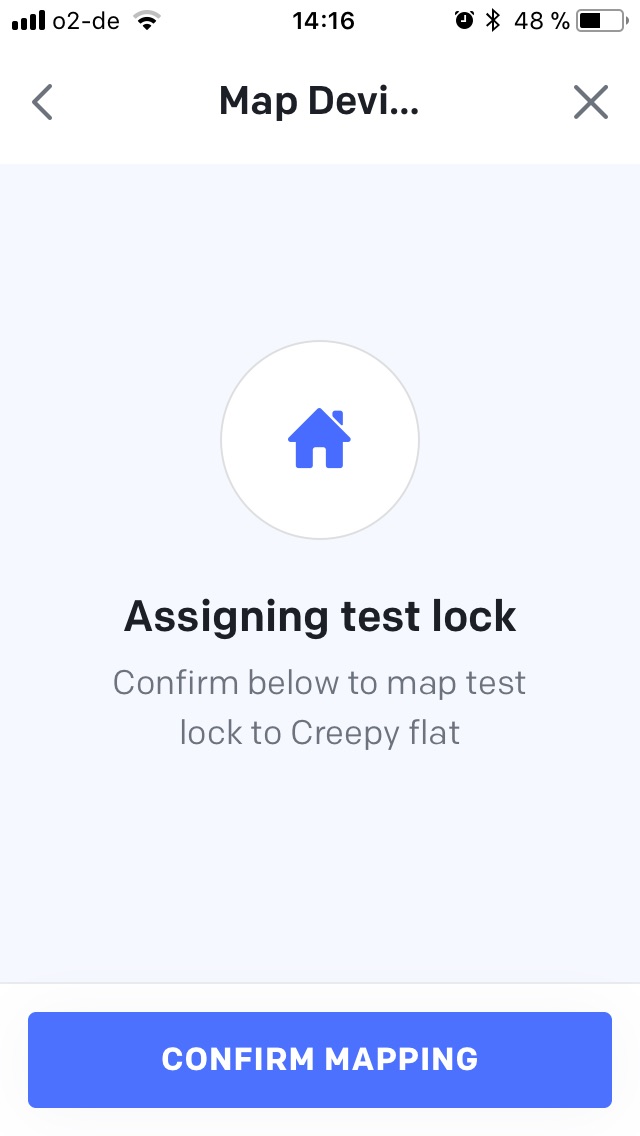 o2-de 14:16 48 %
Map Devi...
Assigning test lock
Confirm below to map test
lock to Creepy flat
CONFIRM MAPPING